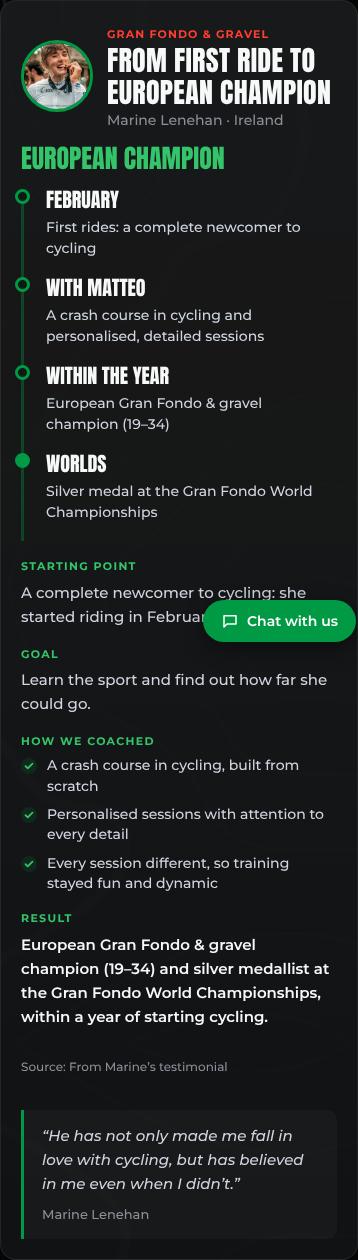 GRAN FONDO & GRAVEL
FROM FIRST RIDE TO
EUROPEAN CHAMPION
Marine Lenehan · Ireland
EUROPEAN CHAMPION
FEBRUARY
First rides: a complete newcomer to
cycling
WITH MATTEO
A crash course in cycling and
personalised, detailed sessions
WITHIN THE YEAR
European Gran Fondo & gravel
champion (19–34)
WORLDS
Silver medal at the Gran Fondo World
Championships
STARTING POINT
A complete newcomer to cycling: she
started riding in
Chat with us
GOAL
Learn the sport and find out how far she
could go.
HOW WE COACHED
A crash course in cycling, built from
scratch
Personalised sessions with attention to
every detail
Every session different, so training
stayed fun and dynamic
RESULT
European Gran Fondo & gravel
champion (19–34) and silver medallist at
the Gran Fondo World Championships,
within a year of starting cycling.
Source: From Marine’s testimonial
“He has not only made me fall in
love with cycling, but has believed
in me even when I didn’t.”
Marine Lenehan